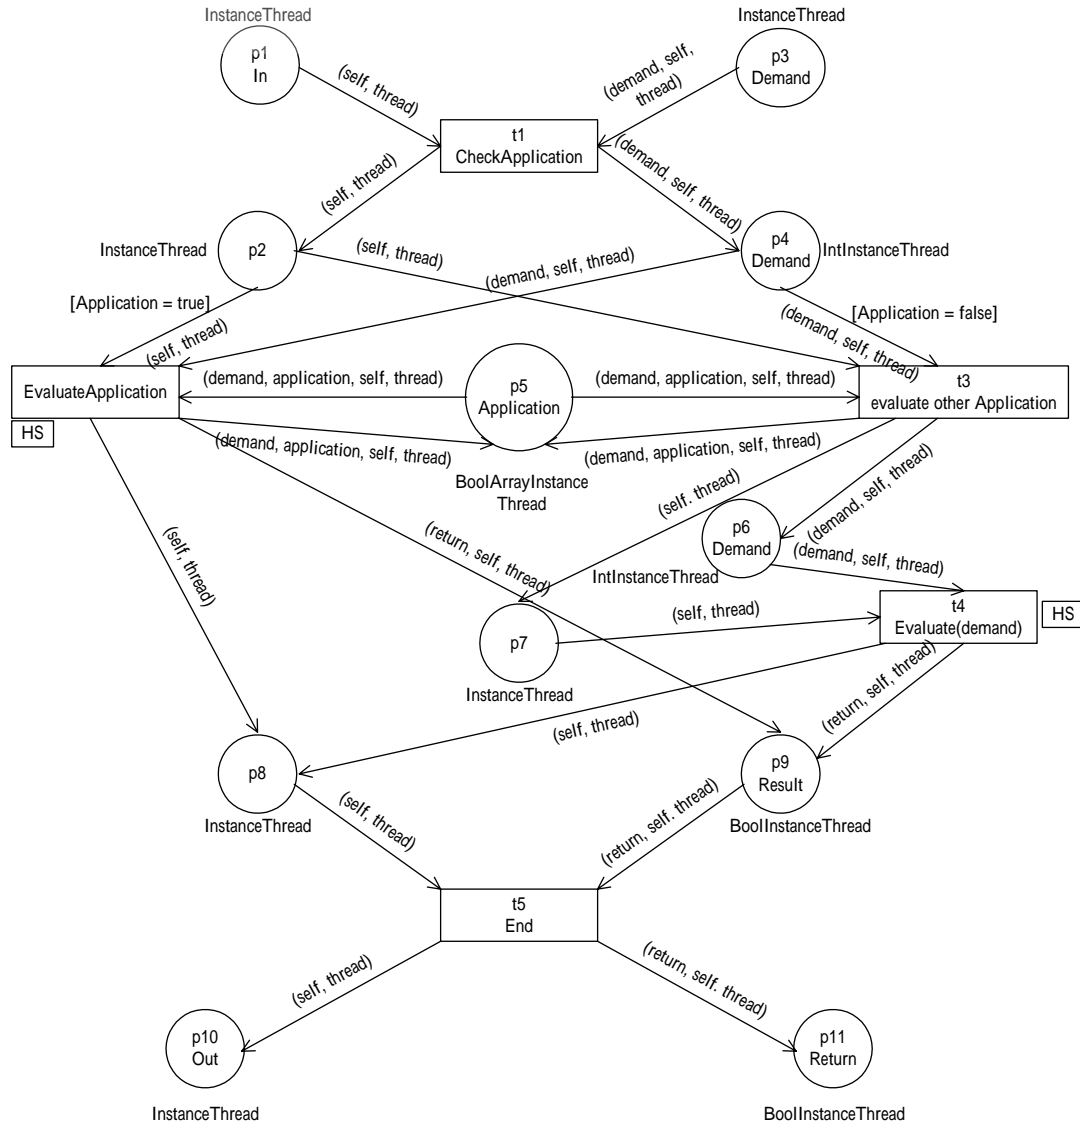 InstanceThread
InstanceThread
p1
In
p3
Demand
(self, thread)
(demand, self,
thread)
t1
CheckApplication
(self, thread)
(demand, self, thread)
InstanceThread
p2
p4
Demand
IntInstanceThread
(self, thread)
(demand, self, thread)
[Application = true]
[Application = false]
(self, thread)
(demand, self, thread)
EvaluateApplication
HS
(demand, application, self, thread)
p5
Application
(demand, application, self, thread)
t3
evaluate other Application
(demand, application, self, thread)
(demand, application, self, thread)
BoolArrayInstance
Thread
(self. thread)
(demand, self, thread)
(self, thread)
(return, self, thread)
p6
Demand
(demand, self, thread)
IntInstanceThread
t4
Evaluate(demand)
HS
(self, thread)
p7
InstanceThread
(return, self, thread)
(self, thread)
p8
InstanceThread
p9
Result
BoolInstanceThread
(self, thread)
(return, self. thread)
t5
End
(self, thread)
(return, self. thread)
p10
Out
p11
Return
InstanceThread
BoolInstanceThread